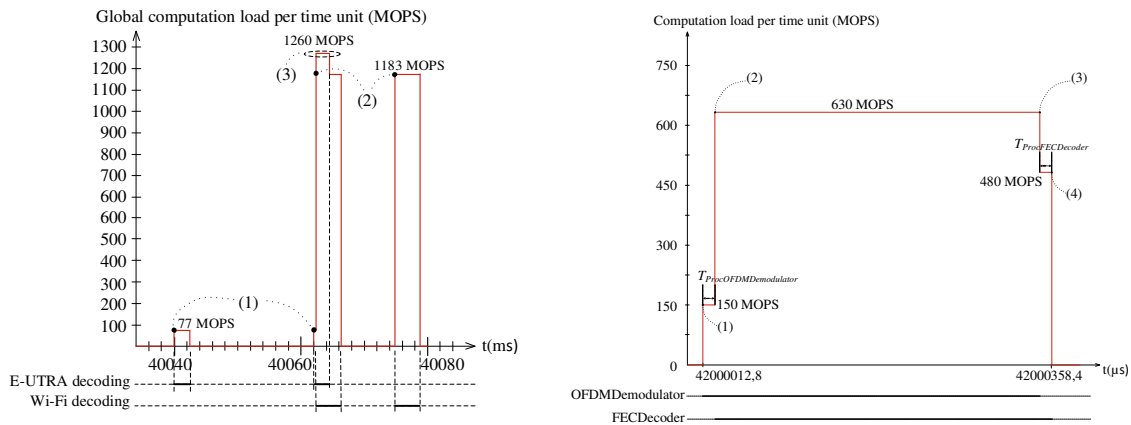 Global computation load per time unit (MOPS)
1260 MOPS
1300
1200
1100
1000
900
800
700
600
500
400
300
200
100
(3)
(2)
1183 MOPS
(1)
77 MOPS
t(ms)
40040
40060
40080
E-UTRA decoding
Wi-Fi decoding
Computation load per time unit (MOPS)
750
600
450
300
150
0
(2)
630 MOPS
(3)
TProcFECDecoder
480 MOPS
(4)
TProcOFDMDemodulator
150 MOPS
(1)
t(µs)
42000012,8
42000358,4
OFDMDemodulator
FECDecoder